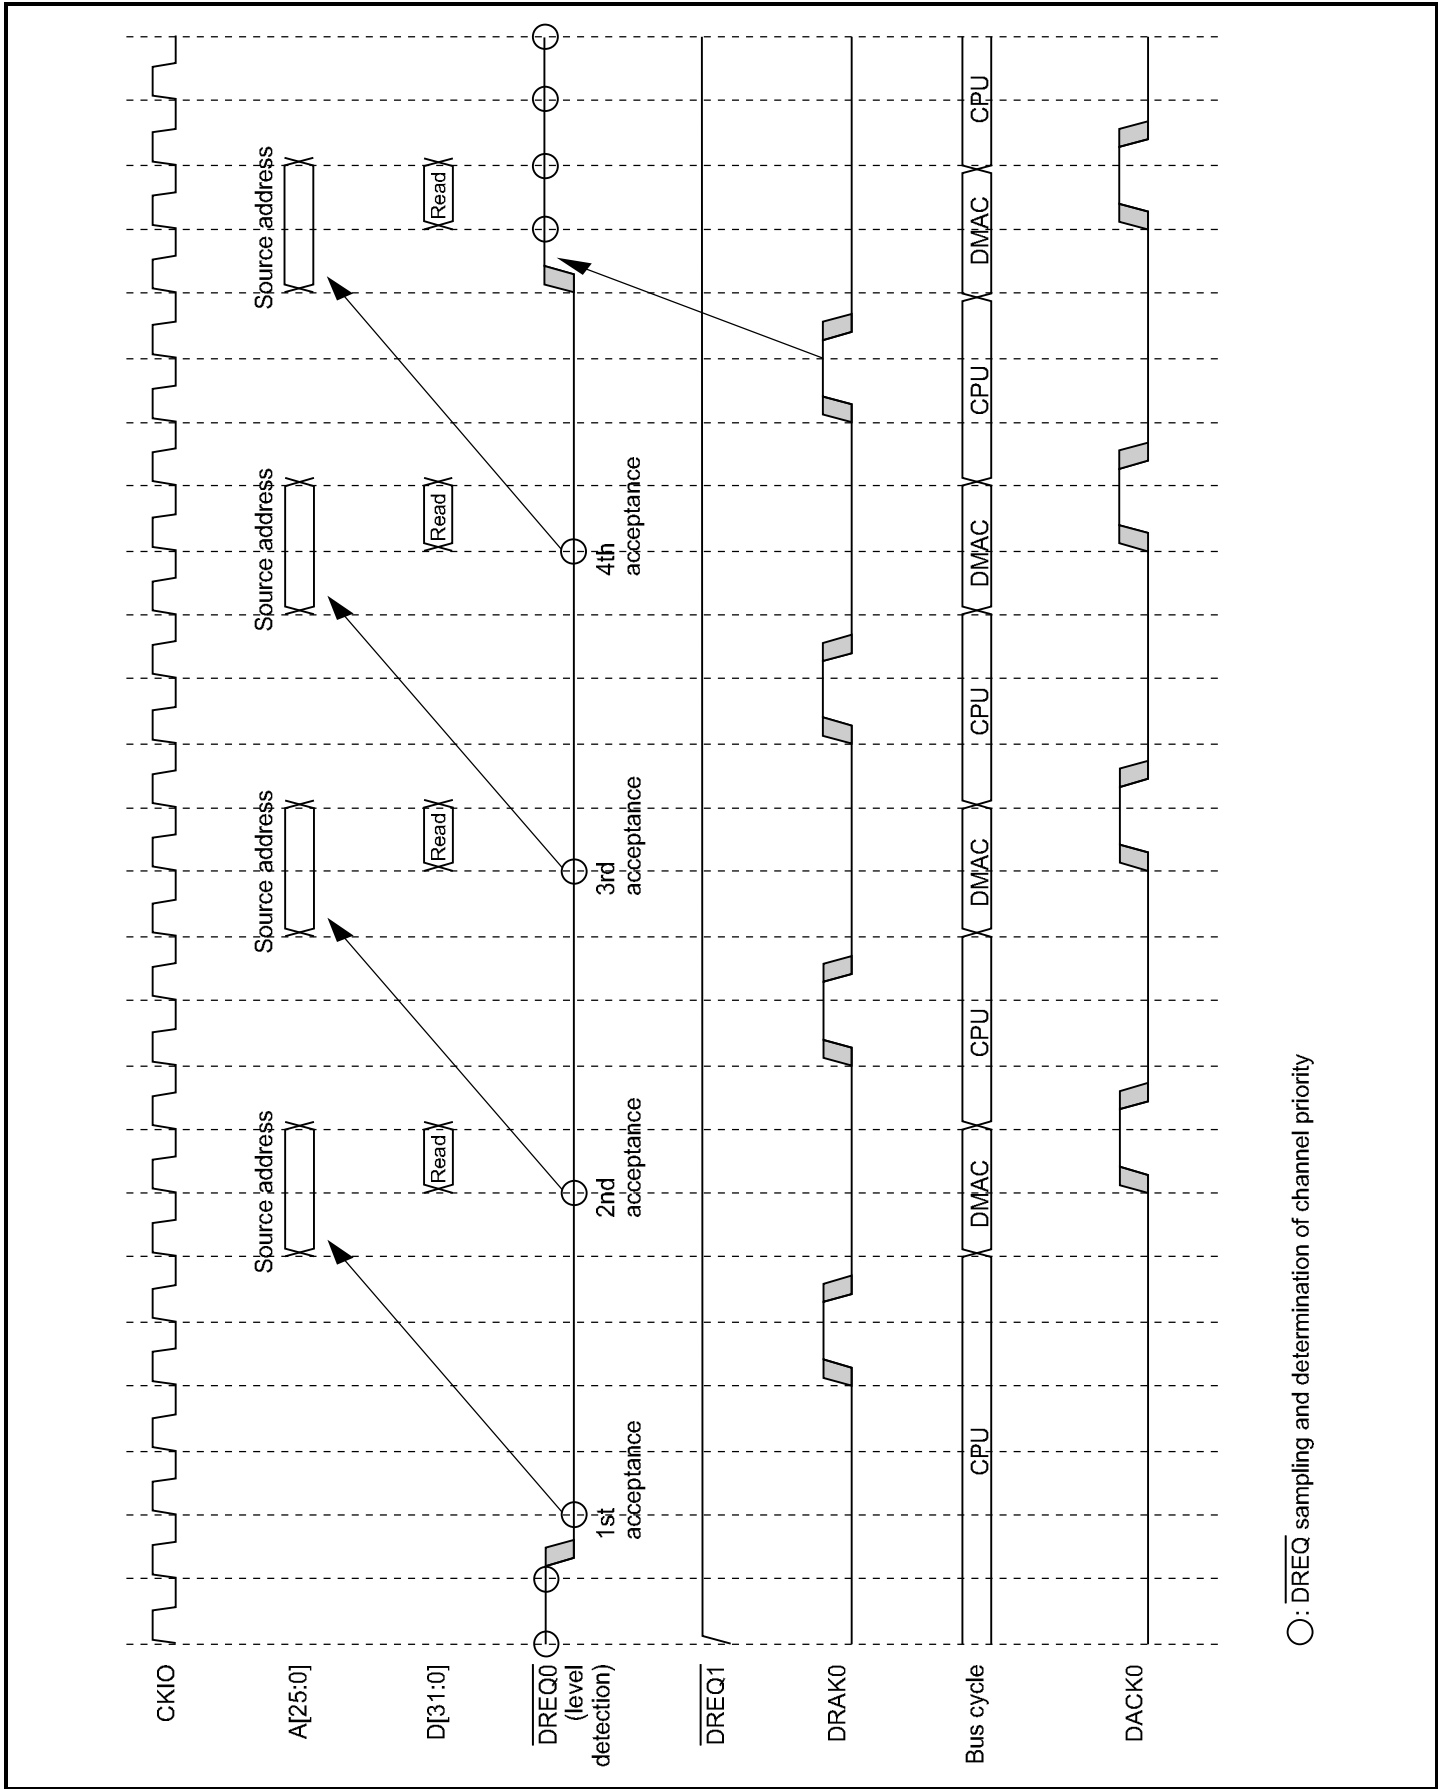 CKIO
Source address
Source address
Source address
Source address
A[25:0]
D[31:0]
Read
Read
Read
Read
DREQ0
(level
detection)
1st
acceptance
2nd
acceptance
3rd
acceptance
4th
acceptance
DREQ1
DRAK0
Bus cycle
CPU
DMAC
CPU
DMAC
CPU
DMAC
CPU
DMAC
CPU
DACK0
: DREQ sampling and determination of channel priority